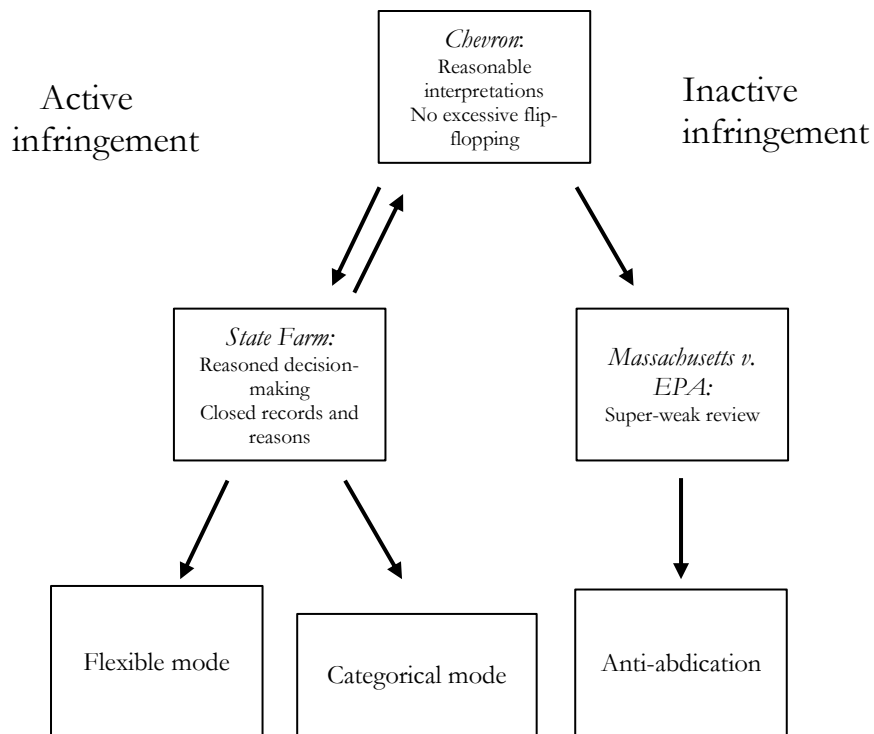 Chevron:
Reasonable
interpretations
No excessive flip-
flopping
Active
infringement
Inactive
infringement
State Farm:
Reasoned decision-
making
Closed records and
reasons
Massachusetts v.
EPA:
Super-weak review
Flexible mode
Categorical mode
Anti-abdication